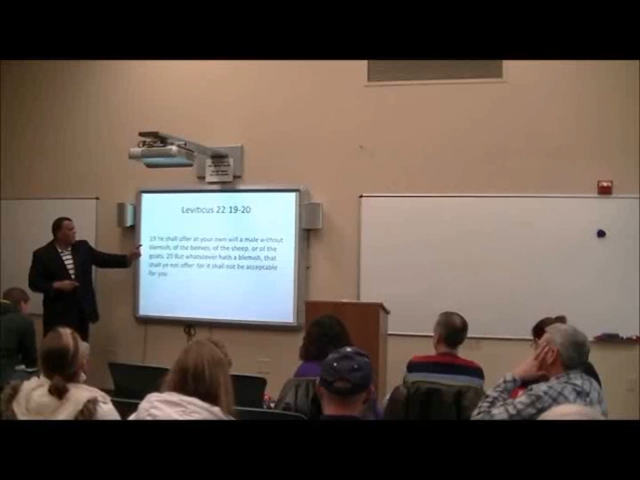 Leviticus 22:19-20
19 Ye shall offer at your own will a male without
blemish, of the beeves, of the sheep, or of the
goats. 20 But whatsoever hath a blemish, that
shall ye not offer: for it shall not be acceptable
for you.